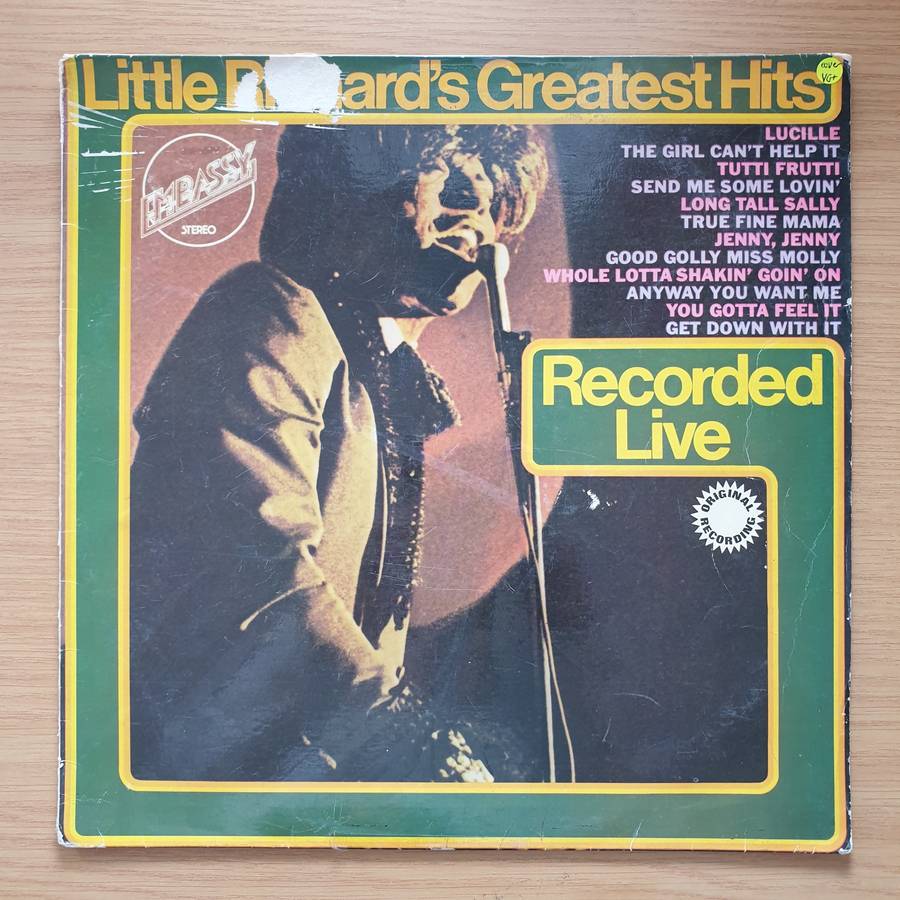 Little R ard's Greatest Hits
cover
VG+
EMBASSY
STEREO
LUCILLE
THE GIRL CAN'T HELP IT
TUTTI FRUTTI
SEND ME SOME LOVIN'
LONG TALL SALLY
TRUE FINE MAMA
JENNY, JENNY
GOOD GOLLY MISS MOLLY
WHOLE LOTTA SHAKIN' GOIN' ON
ANYWAY YOU WANT ME
YOU GOTTA FEEL IT
GET DOWN WITH IT
Recorded
Live
ORIGINAL
RECORDING